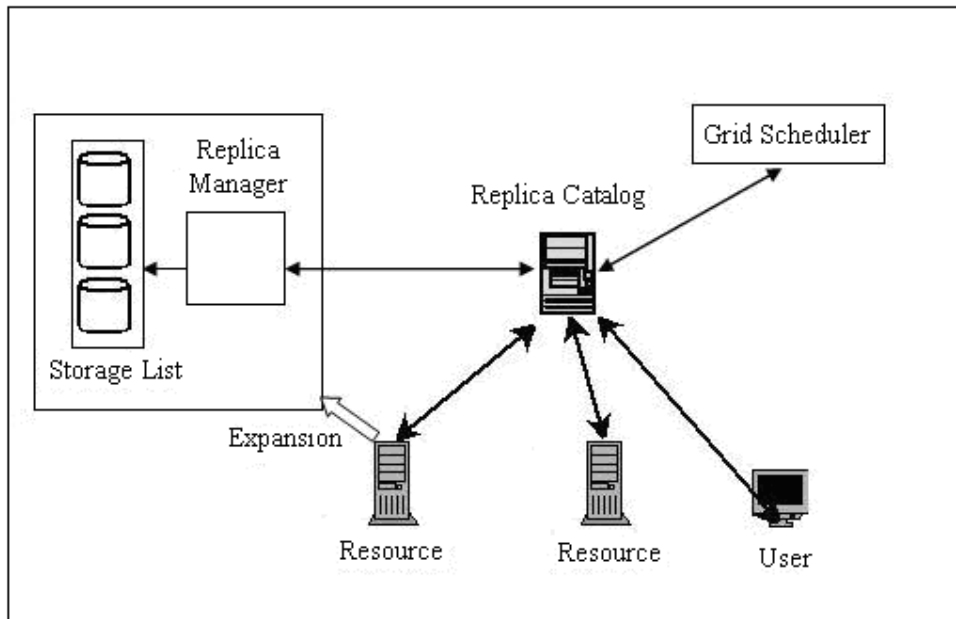 Replica
Manager
Grid Scheduler
Replica Catalog
Storage List
Expansion
Resource
Resource
User